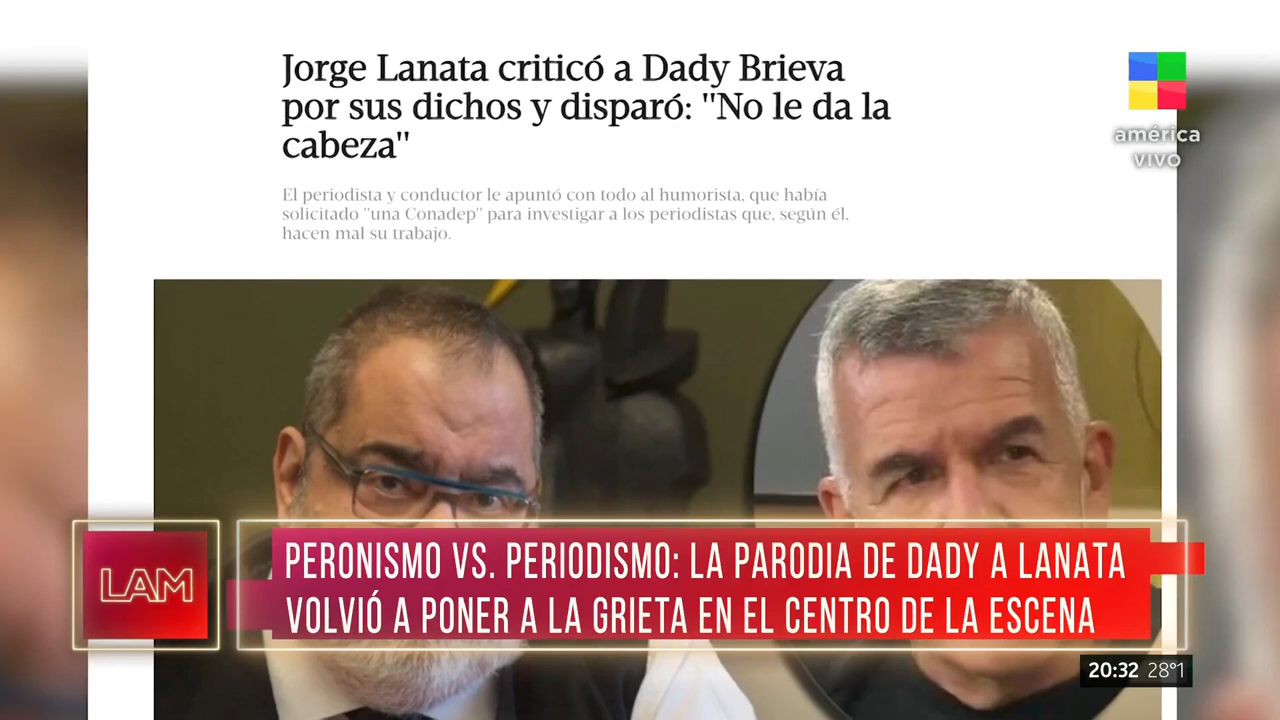 Jorge Lanata criticó a Dady Brieva
por sus dichos y disparó: "No le da la
cabeza"
El periodista y conductor le apuntó con todo al humorista, que había
solicitado "una Conadep" para investigar a los periodistas que, según él,
hacen mal su trabajo.
américa
VIVO
LAM
PERONISMO VS. PERIODISMO: LA PARODIA DE DADY A LANATA
VOLVIÓ A PONER A LA GRIETA EN EL CENTRO DE LA ESCENA
20:32 28°1